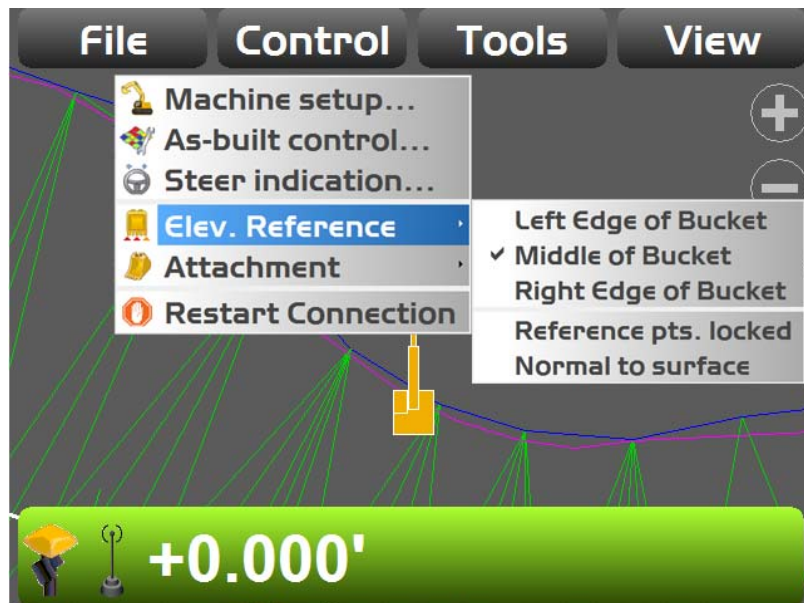 File Control Tools View
Machine setup...
As-built control...
Steer indication...
Elev. Reference
Attachment
Restart Connection
Left Edge of Bucket
Middle of Bucket
Right Edge of Bucket
Reference pts. locked
Normal to surface
+0.000'